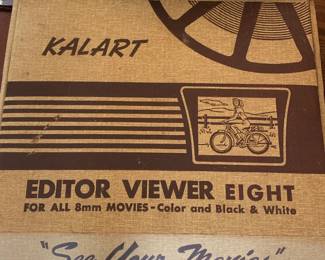 KALART
EDITOR VIEWER EIGHT
FOR ALL 8mm MOVIES - Color and Black & White
"See Your Movies"